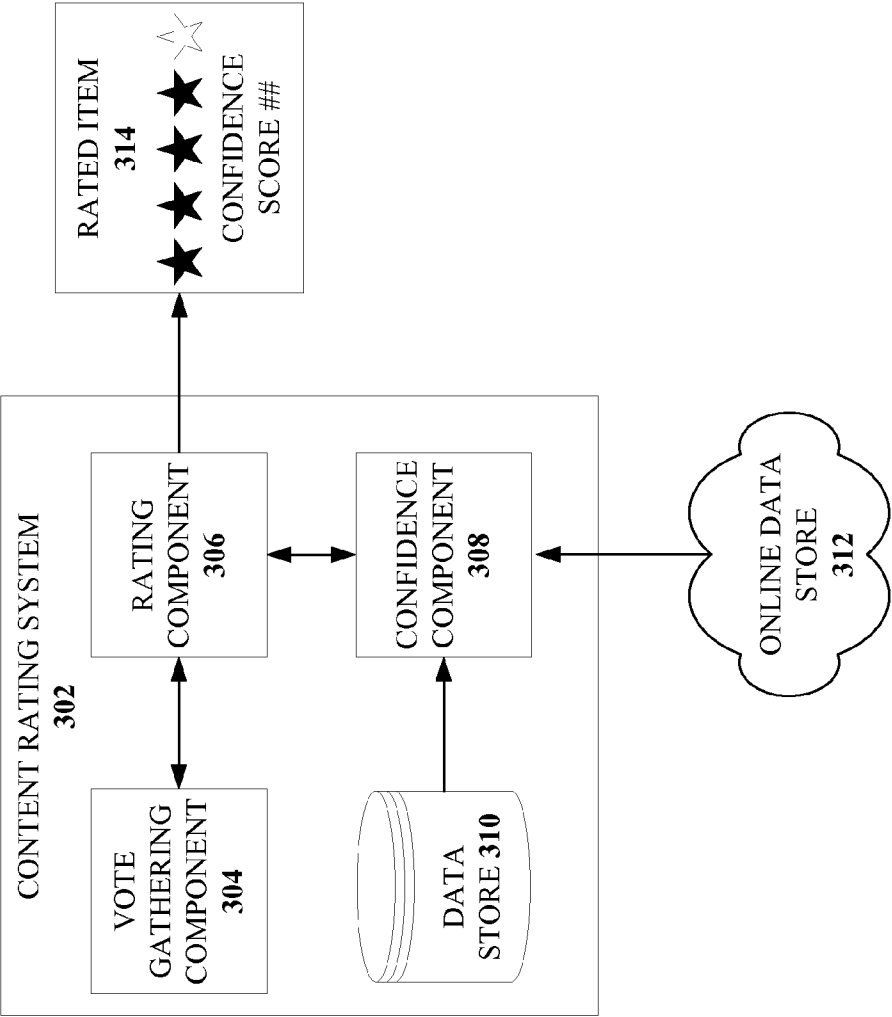 CONTENT RATING SYSTEM
302
VOTE
GATHERING
COMPONENT
304
RATING
COMPONENT
306
RATED ITEM
314
CONFIDENCE
SCORE ##
DATA
STORE 310
CONFIDENCE
COMPONENT
308
ONLINE DATA
STORE
312